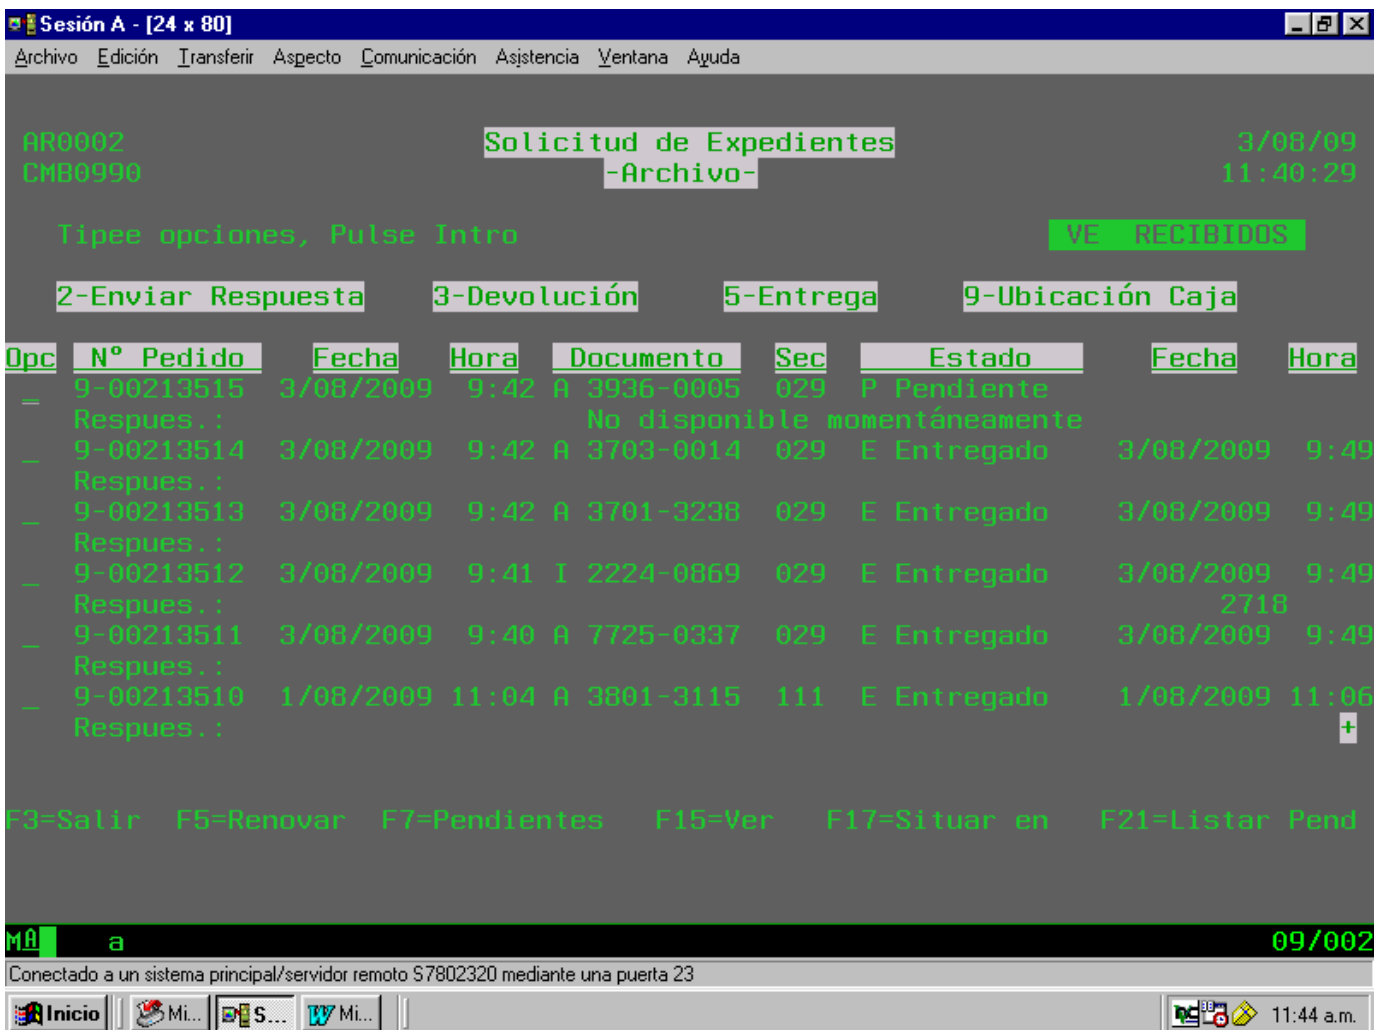 Sesión A - [24 x 80]
Archivo Edición Transferir Aspecto Comunicación Asistencia Ventana Ayuda
AR0002 Solicitud de Expedientes 3/08/09
CMB0990 -Archivo- 11:40:29
Tipee opciones, Pulse Intro VE RECIBIDOS
2-Enviar Respuesta 3-Devolución 5-Entrega 9-Ubicación Caja
Opc Nº Pedido Fecha Hora Documento Sec Estado Fecha Hora
_ 9-00213515 3/08/2009 9:42 A 3936-0005 029 P Pendiente
Respues.: No disponible momentáneamente
_ 9-00213514 3/08/2009 9:42 A 3703-0014 029 E Entregado 3/08/2009 9:49
Respues.:
_ 9-00213513 3/08/2009 9:42 A 3701-3238 029 E Entregado 3/08/2009 9:49
Respues.:
_ 9-00213512 3/08/2009 9:41 I 2224-0869 029 E Entregado 3/08/2009 9:49
Respues.: 2718
_ 9-00213511 3/08/2009 9:40 A 7725-0337 029 E Entregado 3/08/2009 9:49
Respues.:
_ 9-00213510 1/08/2009 11:04 A 3801-3115 111 E Entregado 1/08/2009 11:06
Respues.: +
F3=Salir F5=Renovar F7=Pendientes F15=Ver F17=Situar en F21=Listar Pend
MA a 09/002
Conectado a un sistema principal/servidor remoto S7802320 mediante una puerta 23
Inicio Mi... S... Mi... 11:44 a.m.